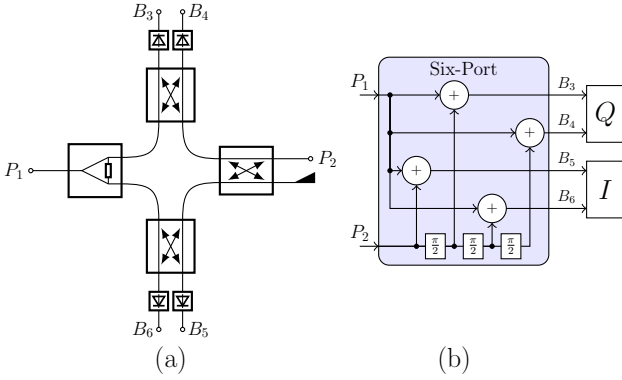 B₃ B₄
P₁
P₂
B₆ B₅
(a)
Six-Port
P₁
P₂
+
+
+
+
π/2 π/2 π/2
B₃
B₄
B₅
B₆
Q
I
(b)